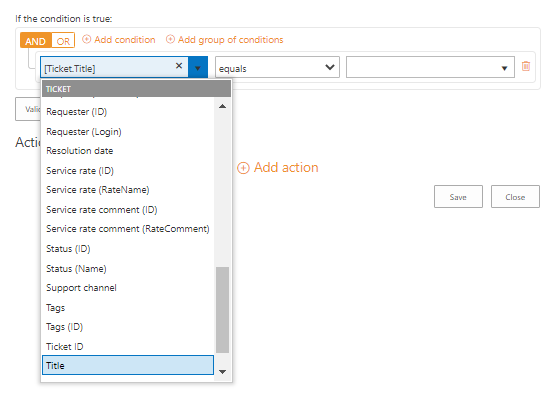 If the condition is true:
AND OR Add condition Add group of conditions
[Ticket.Title] × equals
TICKET
Requester (ID)
Requester (Login)
Resolution date
Service rate (ID)
Service rate (RateName)
Service rate comment (ID)
Service rate comment (RateComment)
Status (ID)
Status (Name)
Support channel
Tags
Tags (ID)
Ticket ID
Title
Add action
Save Close